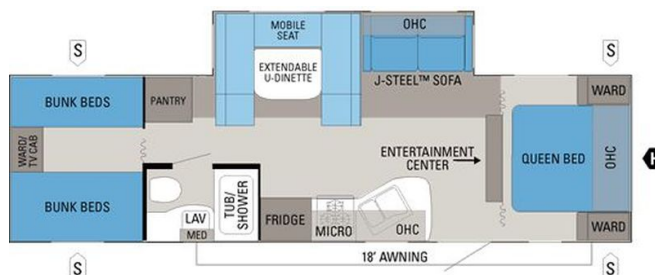 S
MOBILE
SEAT
OHC
S
EXTENDABLE
U-DINETTE
J-STEEL™ SOFA
BUNK BEDS
PANTRY
WARD
WARD/
TV CAB
ENTERTAINMENT
CENTER
QUEEN BED
OHC
H
BUNK BEDS
LAV
MED
TUB/
SHOWER
FRIDGE
MICRO
OHC
WARD
18' AWNING
S
S